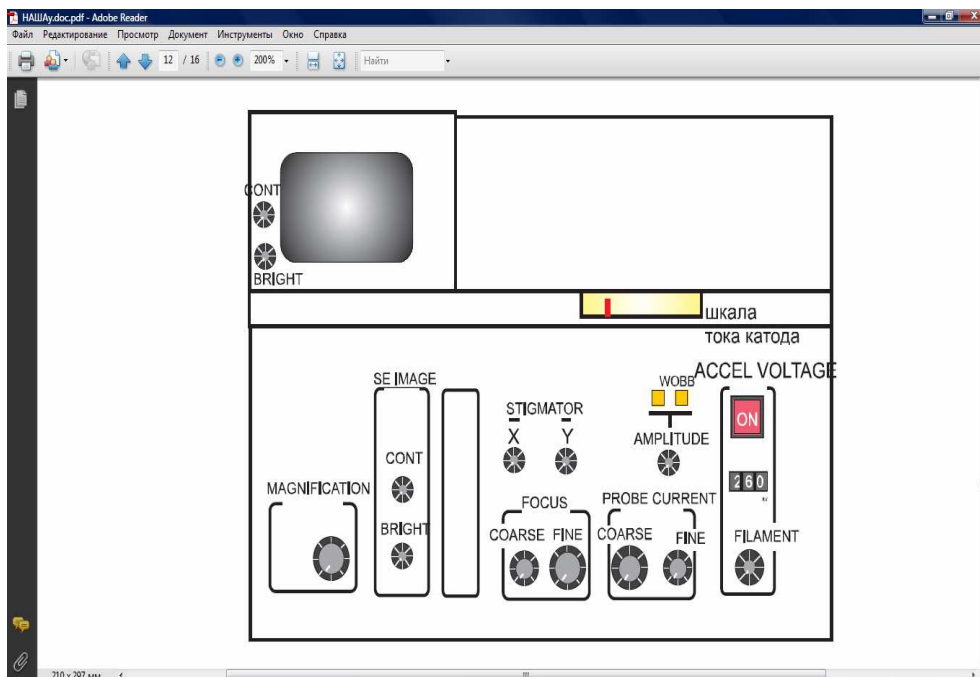 НАШАy.doc.pdf - Adobe Reader
Файл Редактирование Просмотр Документ Инструменты Окно Справка
12 / 16 200% Найти
CONT
BRIGHT
шкала
тока катода
ACCEL VOLTAGE
SE IMAGE
WOBB
ON
STIGMATOR
X Y
AMPLITUDE
CONT
MAGNIFICATION
260
FOCUS
PROBE CURRENT
BRIGHT
COARSE FINE
COARSE FINE
FILAMENT
210 x 297 мм